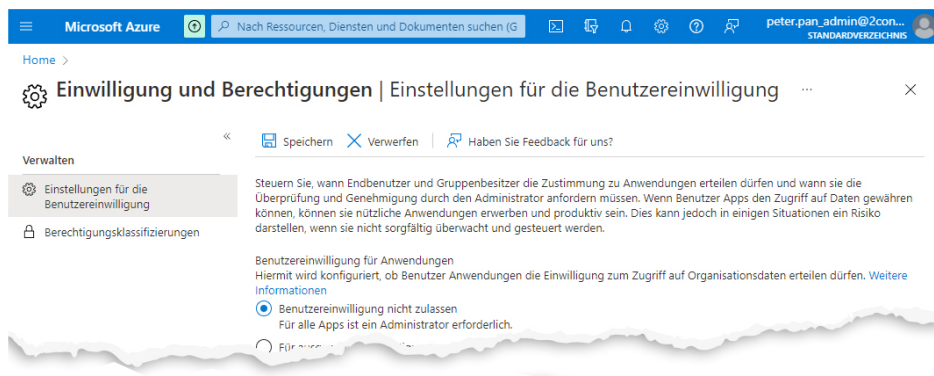 Microsoft Azure
Nach Ressourcen, Diensten und Dokumenten suchen (G
peter.pan_admin@2con...
STANDARDVERZEICHNIS
Home >
Einwilligung und Berechtigungen | Einstellungen für die Benutzereinwilligung ...
«
Speichern Verwerfen | Haben Sie Feedback für uns?
Verwalten
Einstellungen für die
Benutzereinwilligung
Berechtigungsklassifizierungen
Steuern Sie, wann Endbenutzer und Gruppenbesitzer die Zustimmung zu Anwendungen erteilen dürfen und wann sie die
Überprüfung und Genehmigung durch den Administrator anfordern müssen. Wenn Benutzer Apps den Zugriff auf Daten gewähren
können, können sie nützliche Anwendungen erwerben und produktiv sein. Dies kann jedoch in einigen Situationen ein Risiko
darstellen, wenn sie nicht sorgfältig überwacht und gesteuert werden.
Benutzereinwilligung für Anwendungen
Hiermit wird konfiguriert, ob Benutzer Anwendungen die Einwilligung zum Zugriff auf Organisationsdaten erteilen dürfen. Weitere
Informationen
Benutzereinwilligung nicht zulassen
Für alle Apps ist ein Administrator erforderlich.
Für